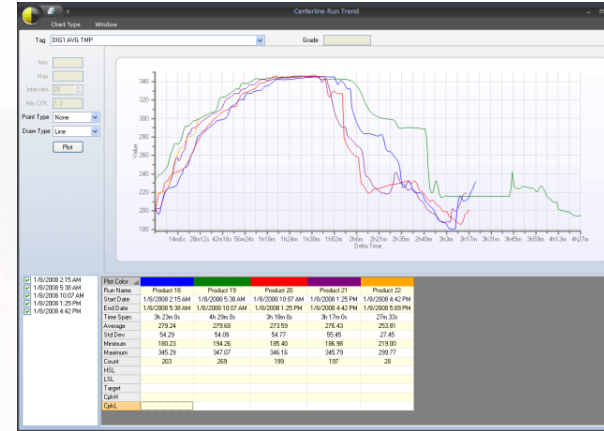 Centerline Run Trend
Chart Type Window
Tag DIG1.AVG.TMP Grade
Min
Max
Intervals 20
Min CPK 1.3
Point Type None
Draw Type Line
Plot
Value
340
320
300
280
260
240
220
200
180
14m6s 28m12s 42m18s 56m24s 1h10m 1h24m 1h38m 1h52m 2h6m 2h21m 2h35m 2h49m 3h3m 3h17m 3h31m 3h45m 3h59m 4h13m 4h27m
Delta Time
1/8/2008 2:15 AM
1/8/2008 5:38 AM
1/8/2008 10:07 AM
1/8/2008 1:25 PM
1/8/2008 4:42 PM
Plot Color
Run Name Product 18 Product 19 Product 20 Product 21 Product 22
Start Date 1/8/2008 2:15 AM 1/8/2008 5:38 AM 1/8/2008 10:07 AM 1/8/2008 1:25 PM 1/8/2008 4:42 PM
End Date 1/8/2008 5:38 AM 1/8/2008 10:07 AM 1/8/2008 1:25 PM 1/8/2008 4:42 PM 1/8/2008 5:09 PM
Time Span 3h 23m 0s 4h 29m 0s 3h 18m 0s 3h 17m 0s 27m 33s
Average 279.24 279.60 273.59 276.43 253.81
Std Dev 54.29 54.09 54.77 55.45 27.45
Minimum 180.23 194.26 185.40 186.98 219.00
Maximum 345.29 347.07 346.16 345.79 299.77
Count 203 269 199 197 28
HSL
LSL
Target
CpkH
CpkL